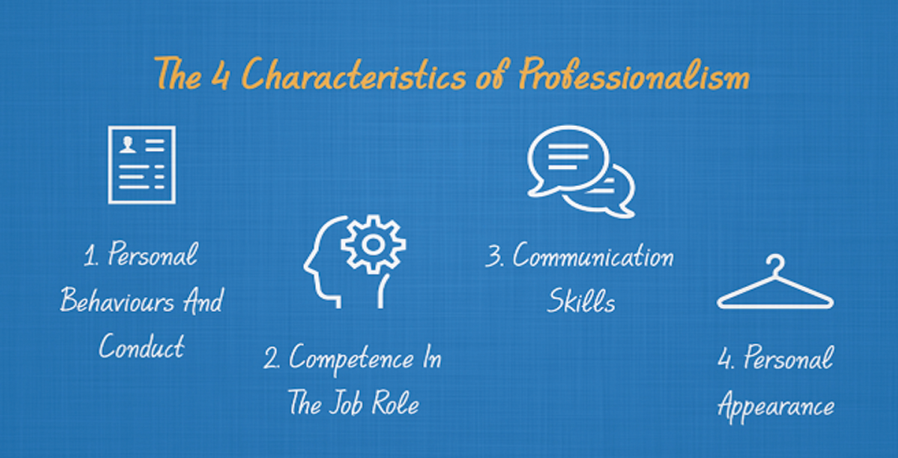 The 4 Characteristics of Professionalism
1. Personal
Behaviours And
Conduct
2. Competence In
The Job Role
3. Communication
Skills
4. Personal
Appearance